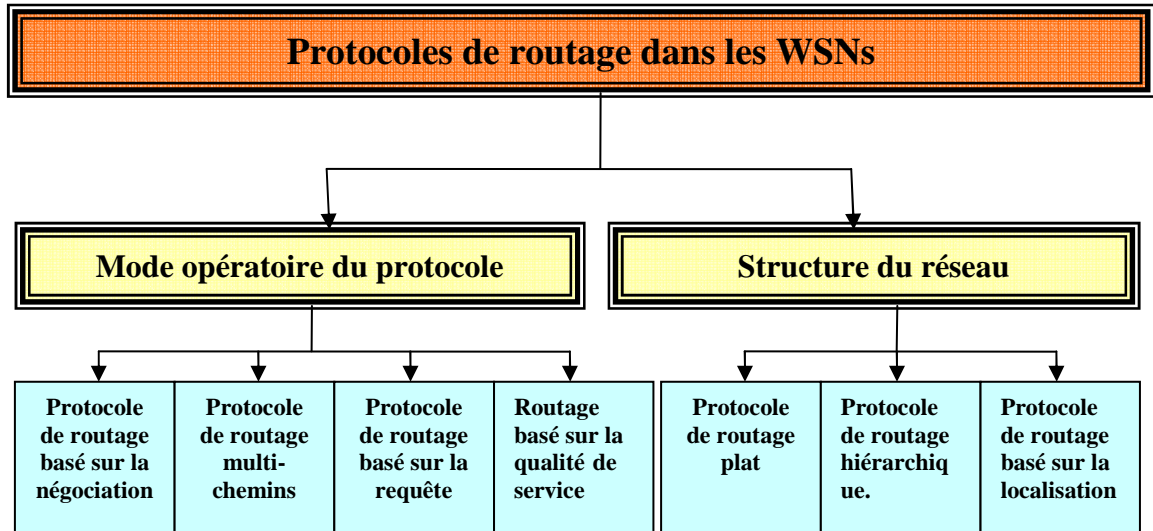 Protocoles de routage dans les WSNs
Mode opératoire du protocole
Structure du réseau
Protocole
de routage
basé sur la
négociation
Protocole
de routage
multi-
chemins
Protocole
de routage
basé sur la
requête
Routage
basé sur la
qualité de
service
Protocole
de routage
plat
Protocole
de routage
hiérarchiq
ue.
Protocole
de routage
basé sur la
localisation